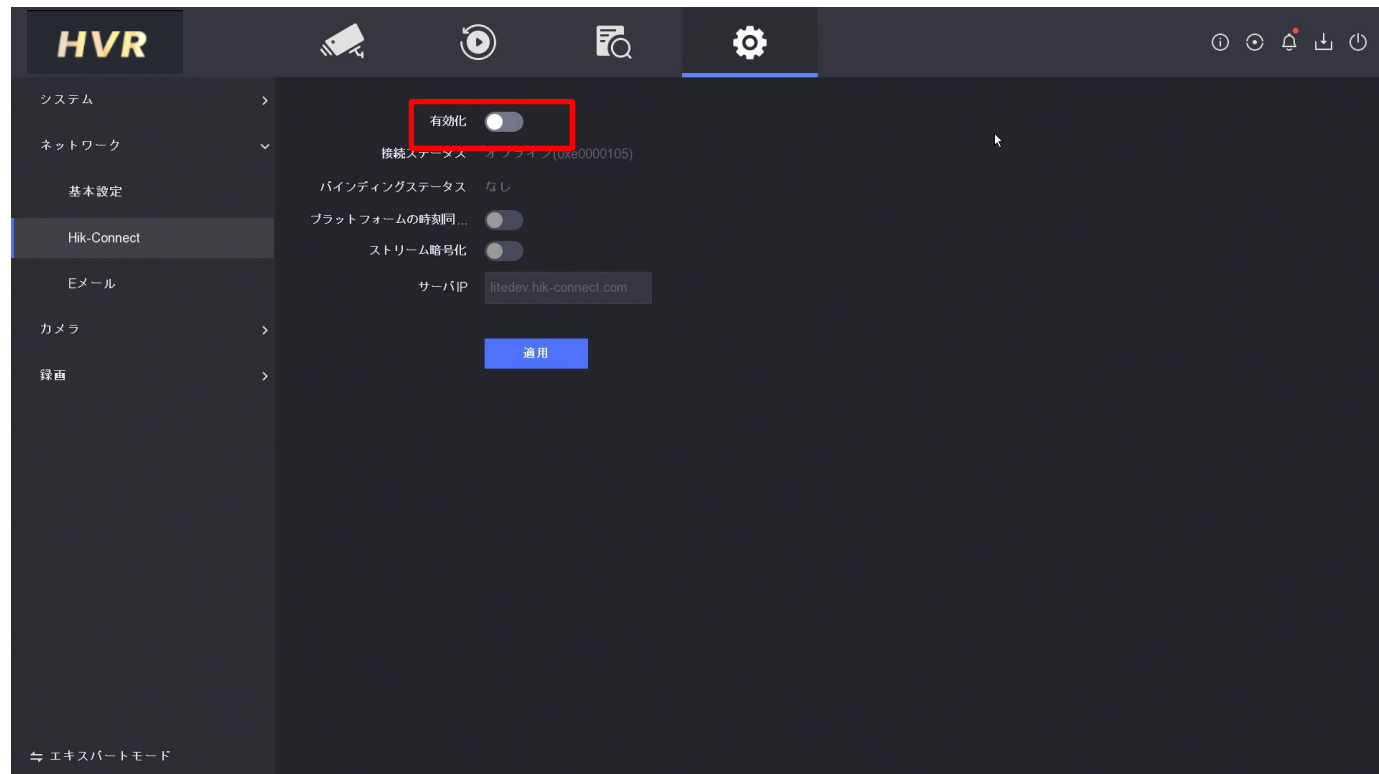 HVR
システム
ネットワーク
基本設定
Hik-Connect
Eメール
カメラ
録画
エキスパートモード
有効化
接続ステータス オフライン(0xe0000105)
バインディングステータス なし
プラットフォームの時刻同...
ストリーム暗号化
サーバIP litedev.hik-connect.com
適用